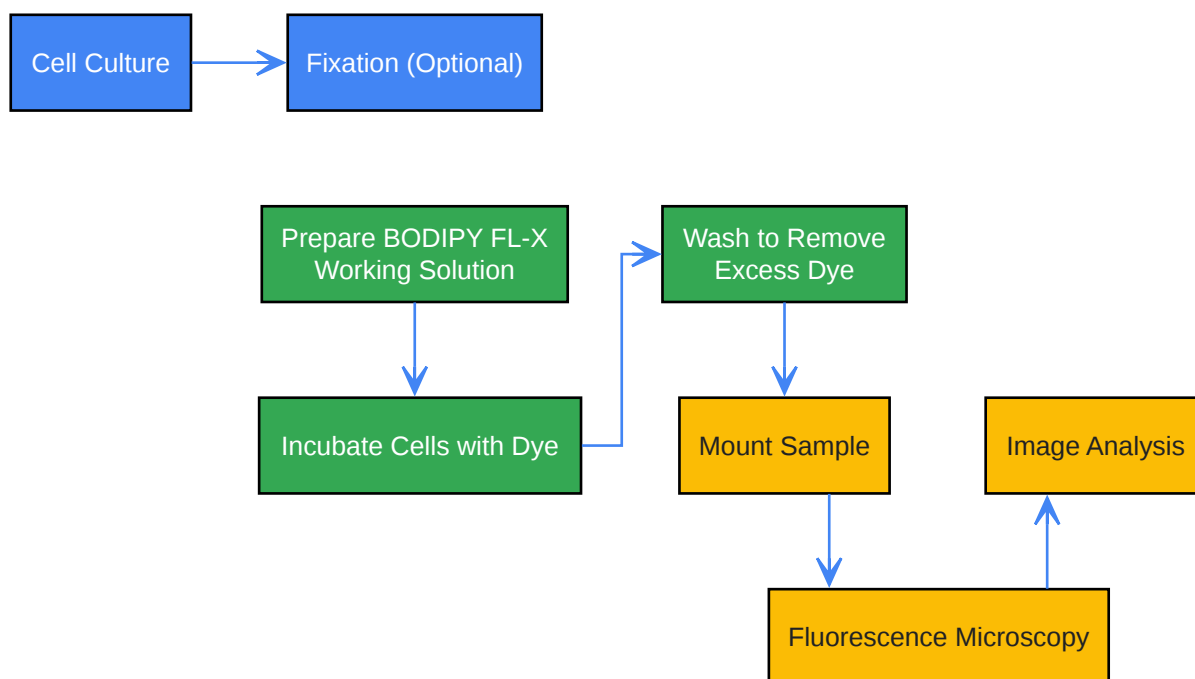 Cell Culture
Fixation (Optional)
Prepare BODIPY FL-X
Working Solution
Wash to Remove
Excess Dye
Incubate Cells with Dye
Mount Sample
Image Analysis
Fluorescence Microscopy